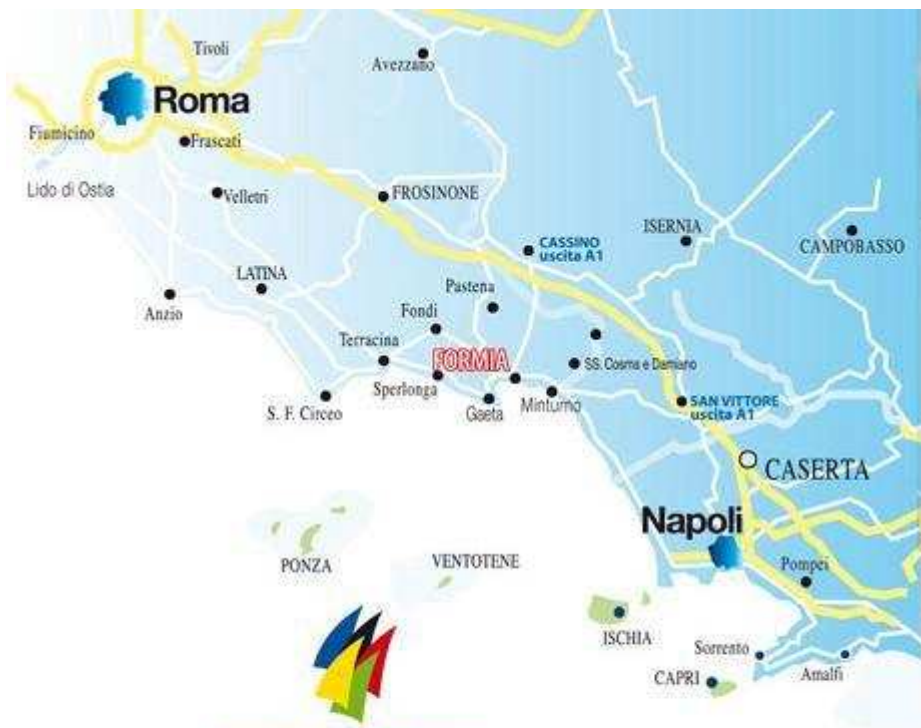 Tivoli
Avezzano
Roma
Fiumicino
Frascati
Lido di Ostia
Velletri
FROSINONE
ISERNIA
CAMPOBASSO
CASSINO
uscita A1
LATINA
Pastena
Anzio
Fondi
Terracina
FORMIA
SS. Cosma e Damiano
Sperlonga
S. F. Circeo
Gaeta
Minturno
SAN VITTORE
uscita A1
CASERTA
Napoli
PONZA
VENTOTENE
Pompei
ISCHIA
Sorrento
CAPRI
Amalfi